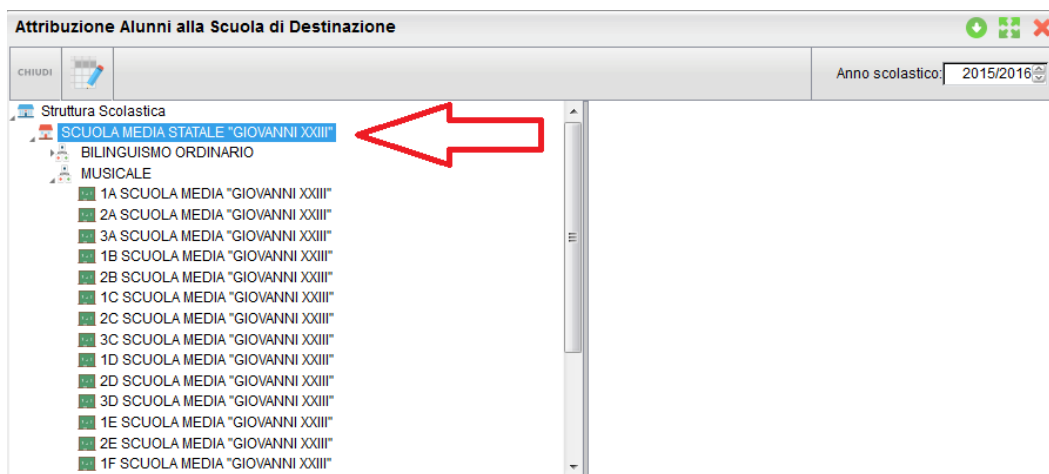 Attribuzione Alunni alla Scuola di Destinazione
CHIUDI
Anno scolastico: 2015/2016
Struttura Scolastica
SCUOLA MEDIA STATALE "GIOVANNI XXIII"
BILINGUISMO ORDINARIO
MUSICALE
1A SCUOLA MEDIA "GIOVANNI XXIII"
2A SCUOLA MEDIA "GIOVANNI XXIII"
3A SCUOLA MEDIA "GIOVANNI XXIII"
1B SCUOLA MEDIA "GIOVANNI XXIII"
2B SCUOLA MEDIA "GIOVANNI XXIII"
1C SCUOLA MEDIA "GIOVANNI XXIII"
2C SCUOLA MEDIA "GIOVANNI XXIII"
3C SCUOLA MEDIA "GIOVANNI XXIII"
1D SCUOLA MEDIA "GIOVANNI XXIII"
2D SCUOLA MEDIA "GIOVANNI XXIII"
3D SCUOLA MEDIA "GIOVANNI XXIII"
1E SCUOLA MEDIA "GIOVANNI XXIII"
2E SCUOLA MEDIA "GIOVANNI XXIII"
1F SCUOLA MEDIA "GIOVANNI XXIII"